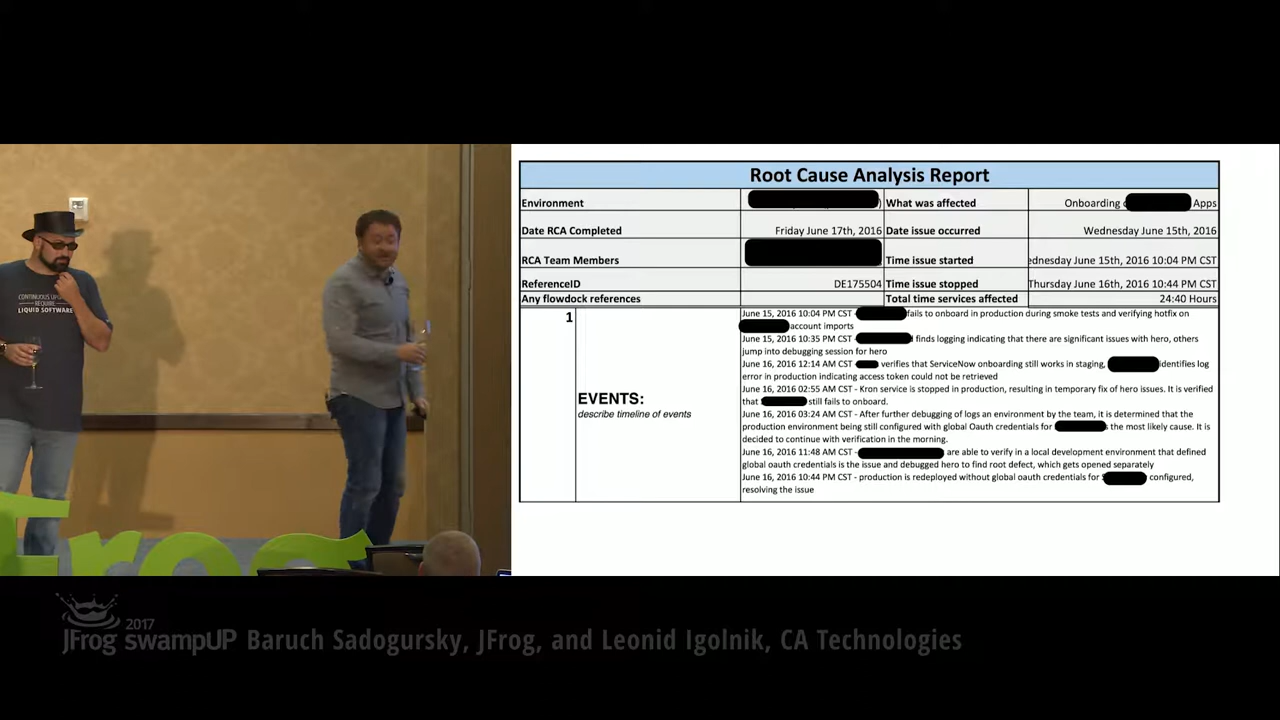 CONTINUOUS UPDATES
REQUIRE
LIQUID SOFTWARE
Frog
Root Cause Analysis Report
Environment
What was affected
Onboarding Apps
Date RCA Completed
Friday June 17th, 2016
Date issue occurred
Wednesday June 15th, 2016
RCA Team Members
Time issue started
ednesday June 15th, 2016 10:04 PM CST
ReferenceID
DE175504
Time issue stopped
Thursday June 16th, 2016 10:44 PM CST
Any flowdock references
Total time services affected
24:40 Hours
1
EVENTS:
describe timeline of events
June 15, 2016 10:04 PM CST - fails to onboard in production during smoke tests and verifying hotfix on
account imports
June 15, 2016 10:35 PM CST - finds logging indicating that there are significant issues with hero, others
jump into debugging session for hero
June 16, 2016 12:14 AM CST - verifies that ServiceNow onboarding still works in staging, identifies log
error in production indicating access token could not be retrieved
June 16, 2016 02:55 AM CST - Kron service is stopped in production, resulting in temporary fix of hero issues. It is verified
that still fails to onboard.
June 16, 2016 03:24 AM CST - After further debugging of logs an environment by the team, it is determined that the
production environment being still configured with global Oauth credentials for s the most likely cause. It is
decided to continue with verification in the morning.
June 16, 2016 11:48 AM CST - are able to verify in a local development environment that defined
global oauth credentials is the issue and debugged hero to find root defect, which gets opened separately
June 16, 2016 10:44 PM CST - production is redeployed without global oauth credentials for configured,
resolving the issue
2017
JFrog swampUP Baruch Sadogursky, JFrog, and Leonid Igolnik, CA Technologies